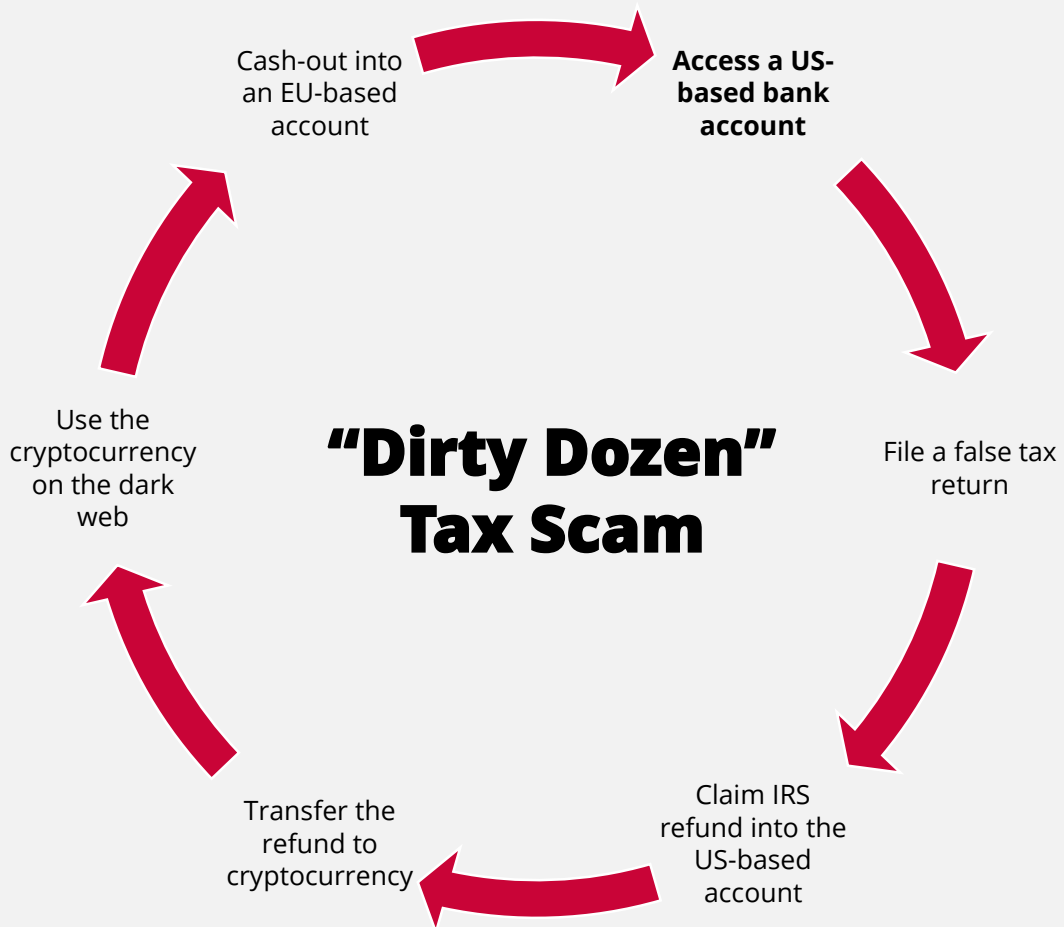 Cash-out into
an EU-based
account
Access a US-
based bank
account
File a false tax
return
Claim IRS
refund into the
US-based
account
Transfer the
refund to
cryptocurrency
Use the
cryptocurrency
on the dark
web
“Dirty Dozen”
Tax Scam